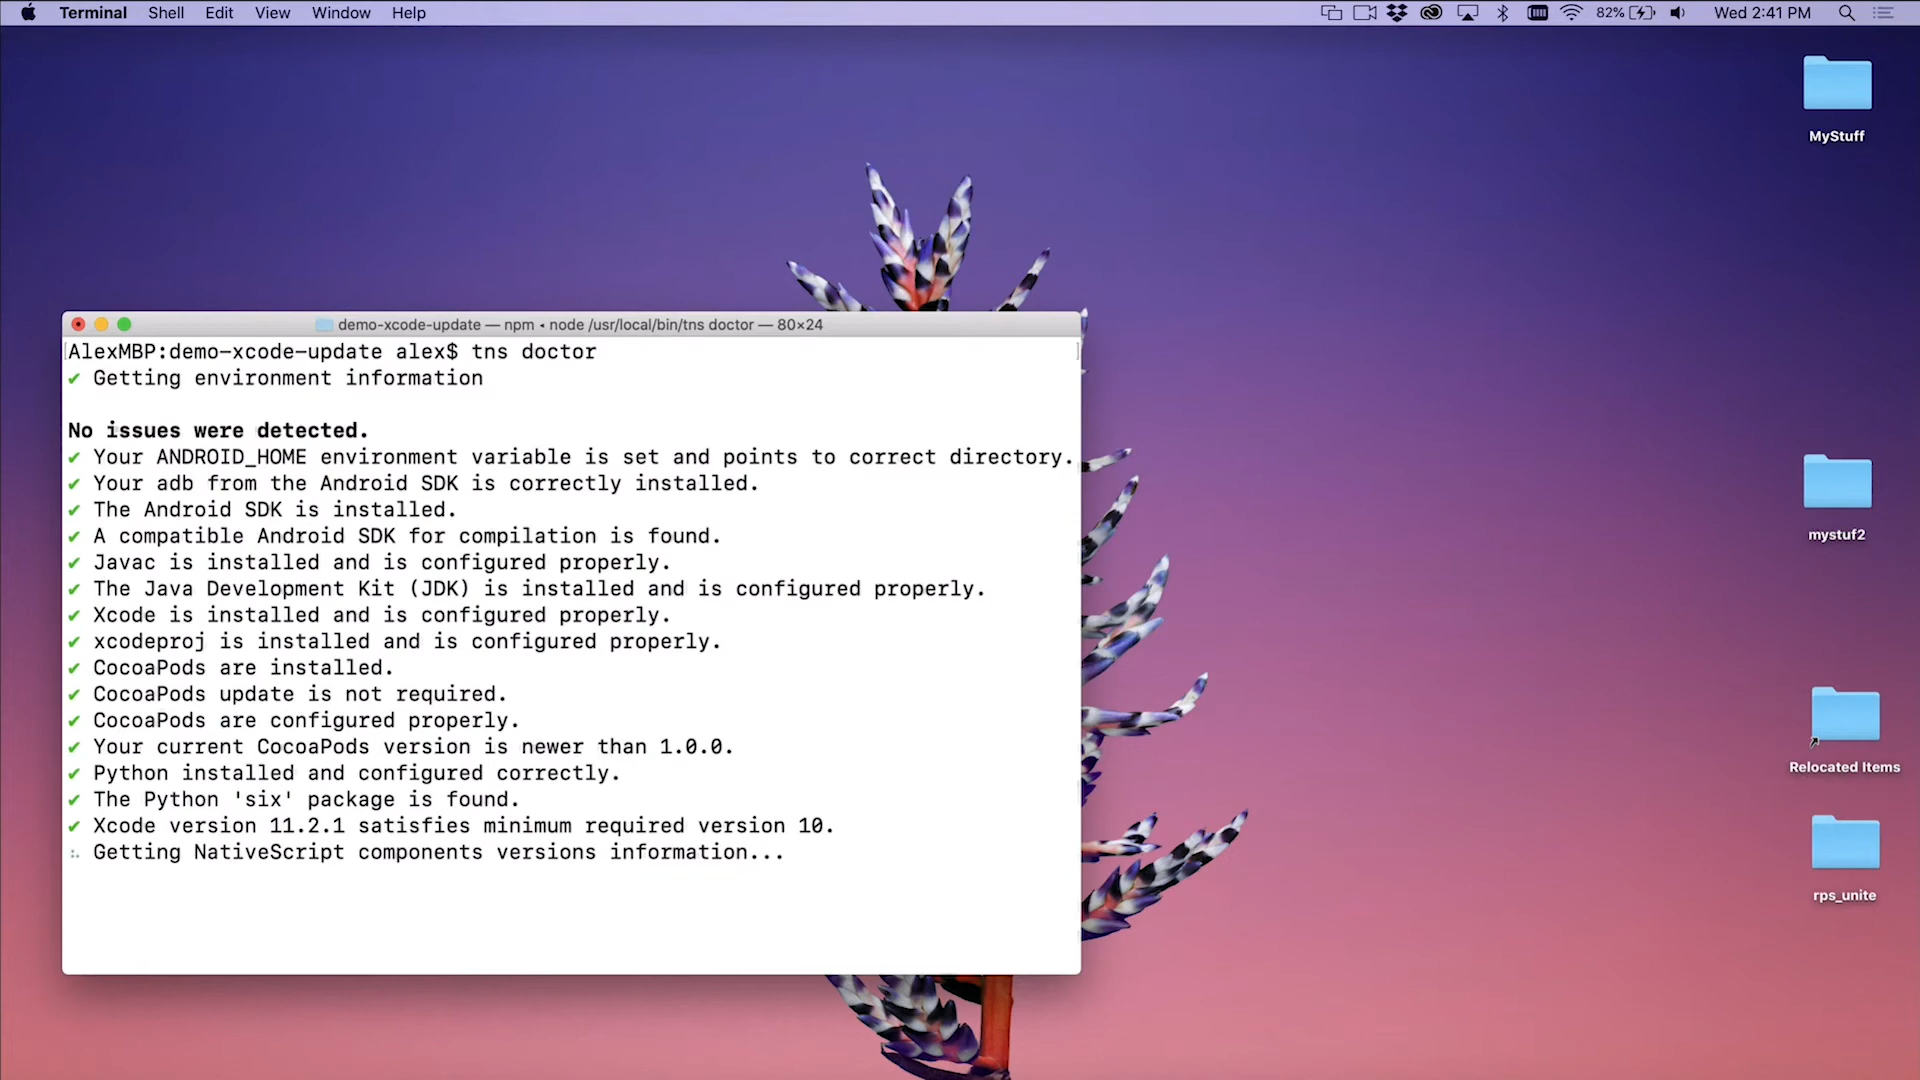 Terminal Shell Edit View Window Help 82% Wed 2:41 PM
MyStuff
demo-xcode-update — npm ◂ node /usr/local/bin/tns doctor — 80×24
AlexMBP:demo-xcode-update alex$ tns doctor
✔ Getting environment information
No issues were detected.
✔ Your ANDROID_HOME environment variable is set and points to correct directory.
✔ Your adb from the Android SDK is correctly installed.
✔ The Android SDK is installed.
✔ A compatible Android SDK for compilation is found.
✔ Javac is installed and is configured properly.
✔ The Java Development Kit (JDK) is installed and is configured properly.
✔ Xcode is installed and is configured properly.
✔ xcodeproj is installed and is configured properly.
✔ CocoaPods are installed.
✔ CocoaPods update is not required.
✔ CocoaPods are configured properly.
✔ Your current CocoaPods version is newer than 1.0.0.
✔ Python installed and configured correctly.
✔ The Python 'six' package is found.
✔ Xcode version 11.2.1 satisfies minimum required version 10.
Getting NativeScript components versions information...
mystuf2
Relocated Items
rps_unite